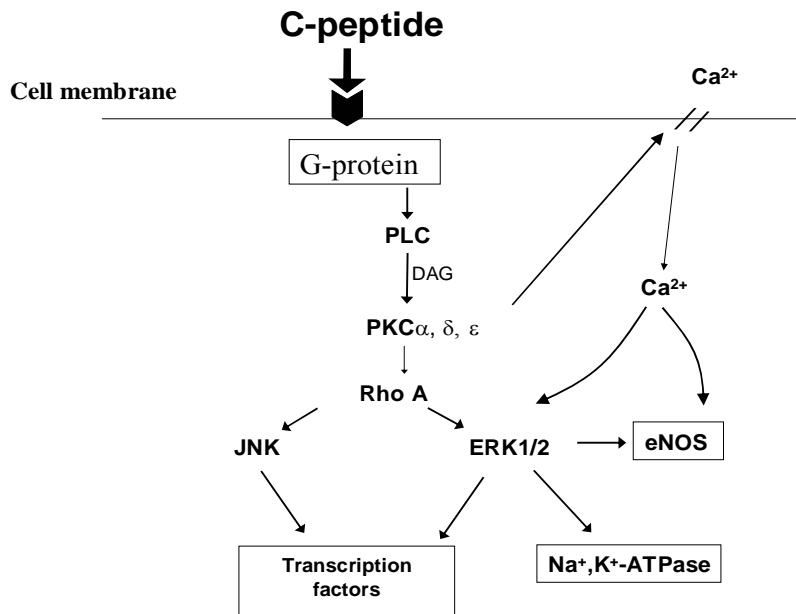 C-peptide
Ca²⁺
Cell membrane
G-protein
PLC
DAG
Ca²⁺
PKCα, δ, ε
Rho A
JNK
ERK1/2
eNOS
Transcription
factors
Na⁺,K⁺-ATPase